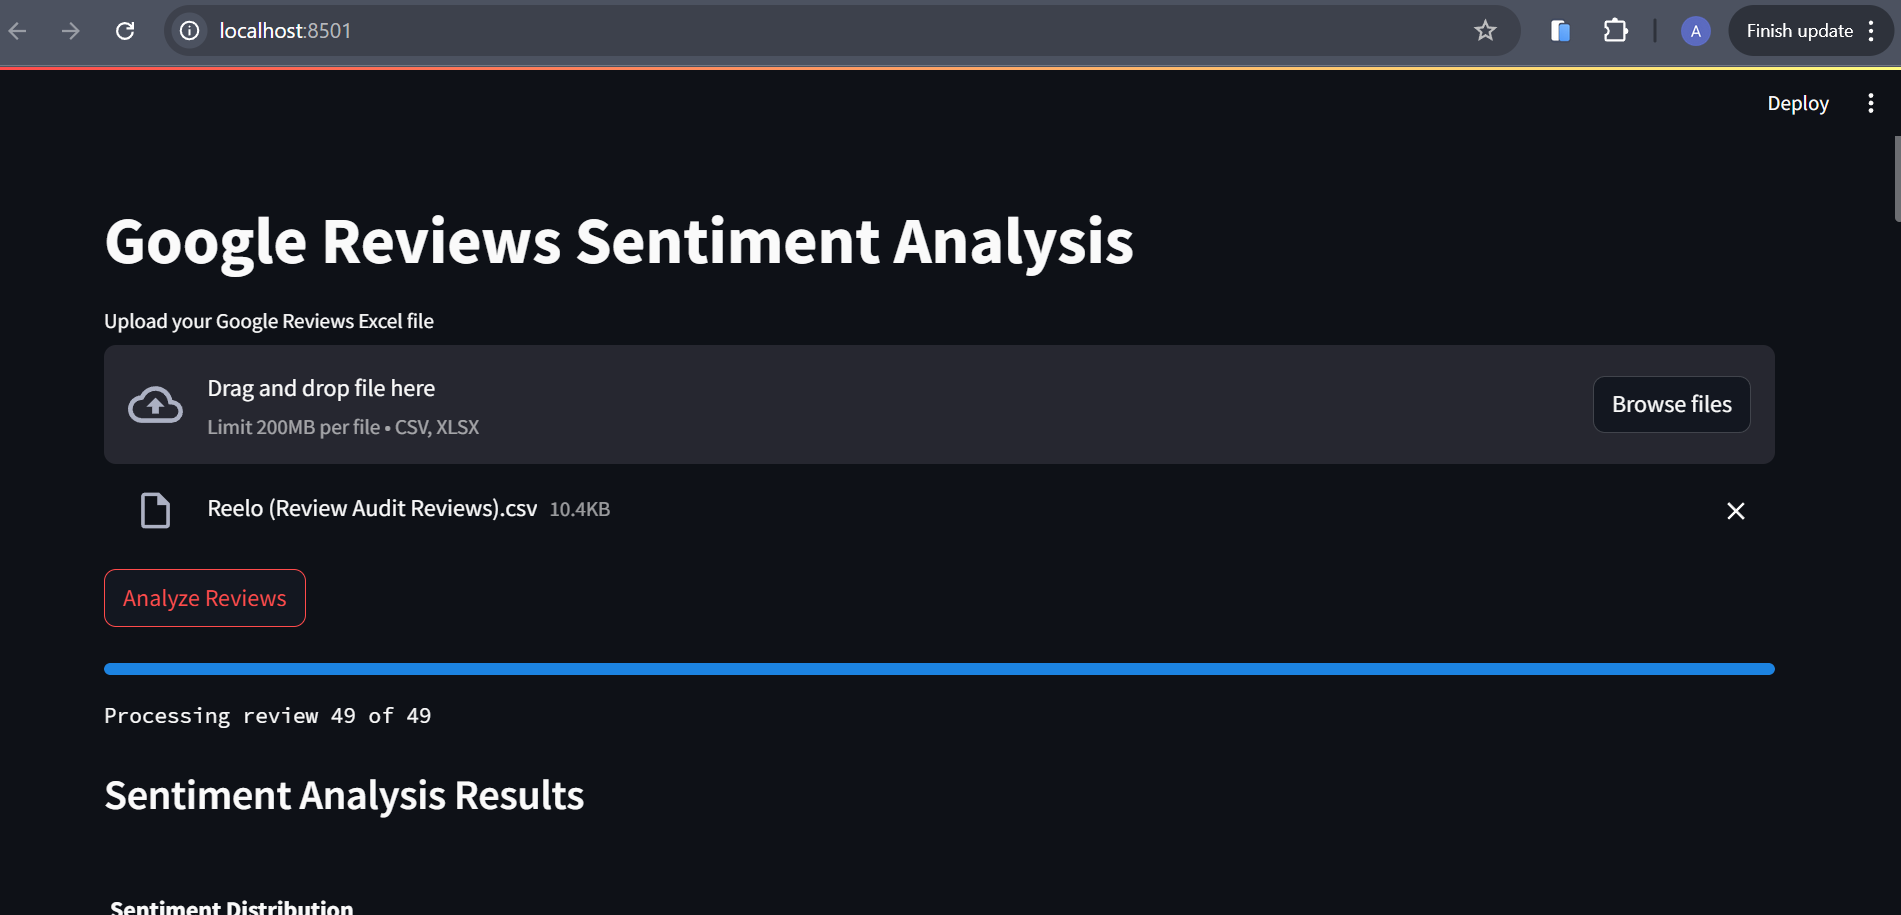 localhost:8501
A
Finish update
Deploy
Google Reviews Sentiment Analysis
Upload your Google Reviews Excel file
Drag and drop file here
Limit 200MB per file • CSV, XLSX
Browse files
Reelo (Review Audit Reviews).csv 10.4KB
Analyze Reviews
Processing review 49 of 49
Sentiment Analysis Results
Sentiment Distribution